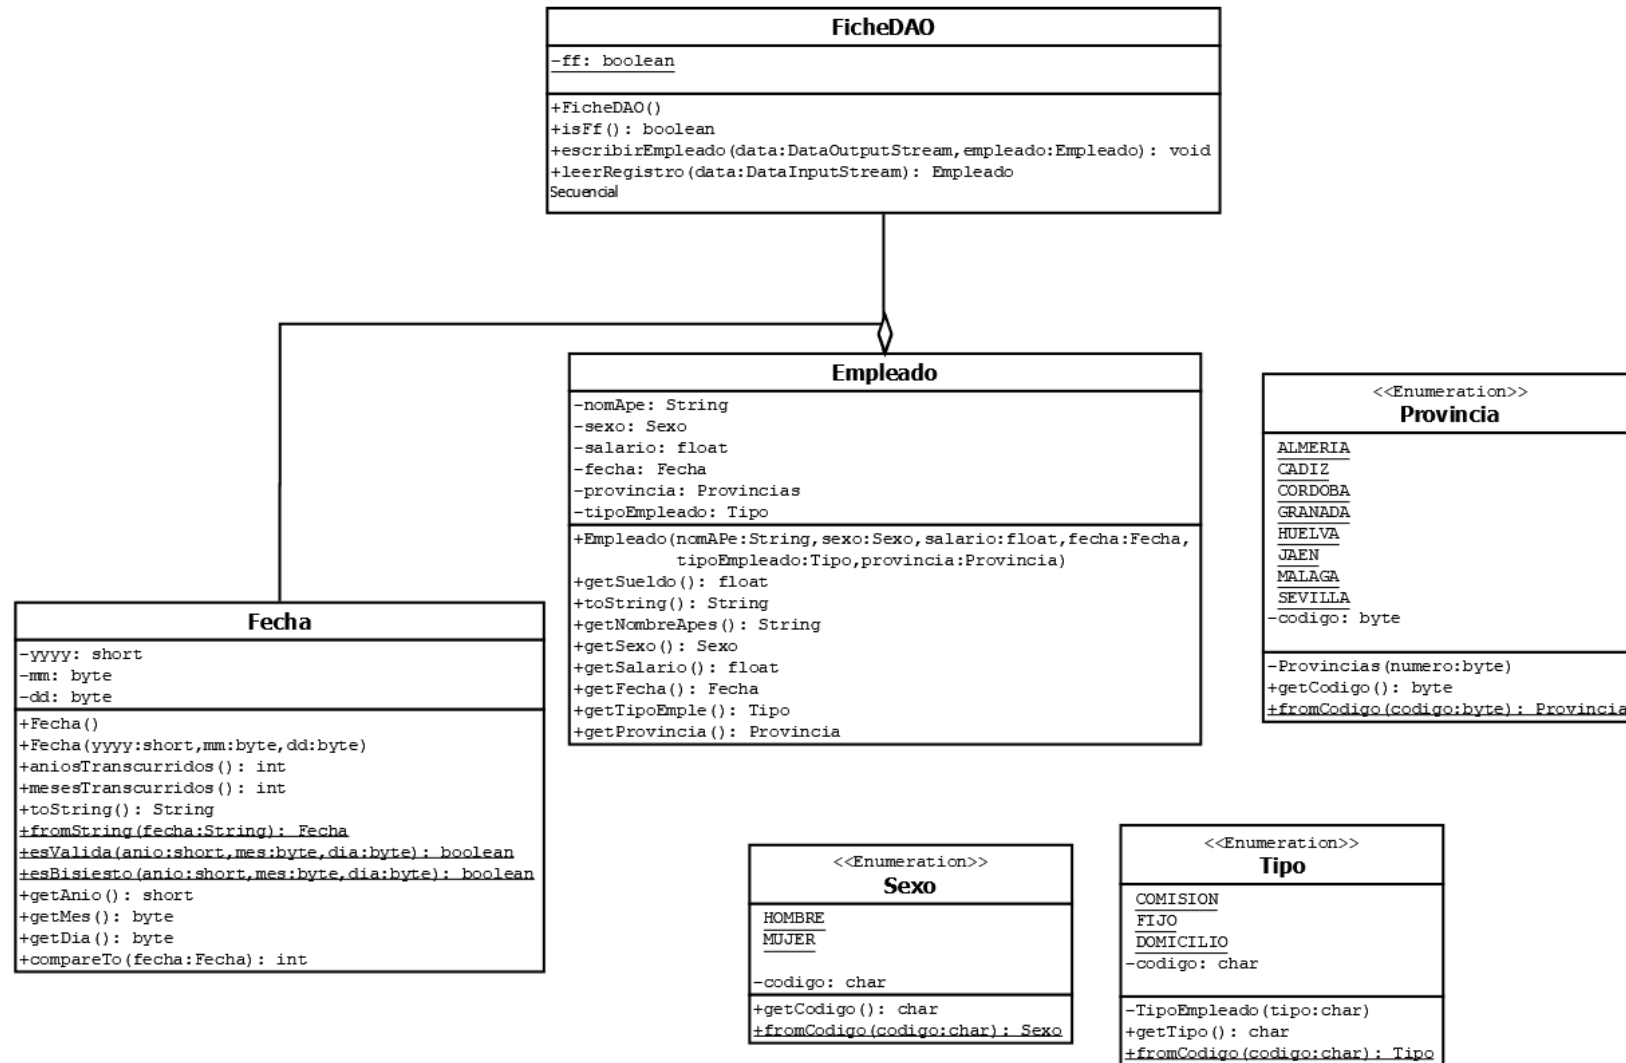 FicheDAO
-ff: boolean
+FicheDAO()
+isFf(): boolean
+escribirEmpleado(data:DataOutputStream,empleado:Empleado): void
+leerRegistro(data:DataInputStream): Empleado
Secuencial
Empleado
-nomApe: String
-sexo: Sexo
-salario: float
-fecha: Fecha
-provincia: Provincias
-tipoEmpleado: Tipo
+Empleado(nomAPe:String,sexo:Sexo,salario:float,fecha:Fecha,
tipoEmpleado:Tipo,provincia:Provincia)
+getSueldo(): float
+toString(): String
+getNombreApes(): String
+getSexo(): Sexo
+getSalario(): float
+getFecha(): Fecha
+getTipoEmple(): Tipo
+getProvincia(): Provincia
<<Enumeration>>
Provincia
ALMERIA
CADIZ
CORDOBA
GRANADA
HUELVA
JAEN
MALAGA
SEVILLA
-codigo: byte
-Provincias(numero:byte)
+getCodigo(): byte
+fromCodigo(codigo:byte): Provincia
Fecha
-yyyy: short
-mm: byte
-dd: byte
+Fecha()
+Fecha(yyyy:short,mm:byte,dd:byte)
+aniosTranscurridos(): int
+mesesTranscurridos(): int
+toString(): String
+fromString(fecha:String): Fecha
+esValida(anio:short,mes:byte,dia:byte): boolean
+esBisiesto(anio:short,mes:byte,dia:byte): boolean
+getAnio(): short
+getMes(): byte
+getDia(): byte
+compareTo(fecha:Fecha): int
<<Enumeration>>
Sexo
HOMBRE
MUJER
-codigo: char
+getCodigo(): char
+fromCodigo(codigo:char): Sexo
<<Enumeration>>
Tipo
COMISION
FIJO
DOMICILIO
-codigo: char
-TipoEmpleado(tipo:char)
+getTipo(): char
+fromCodigo(codigo:char): Tipo